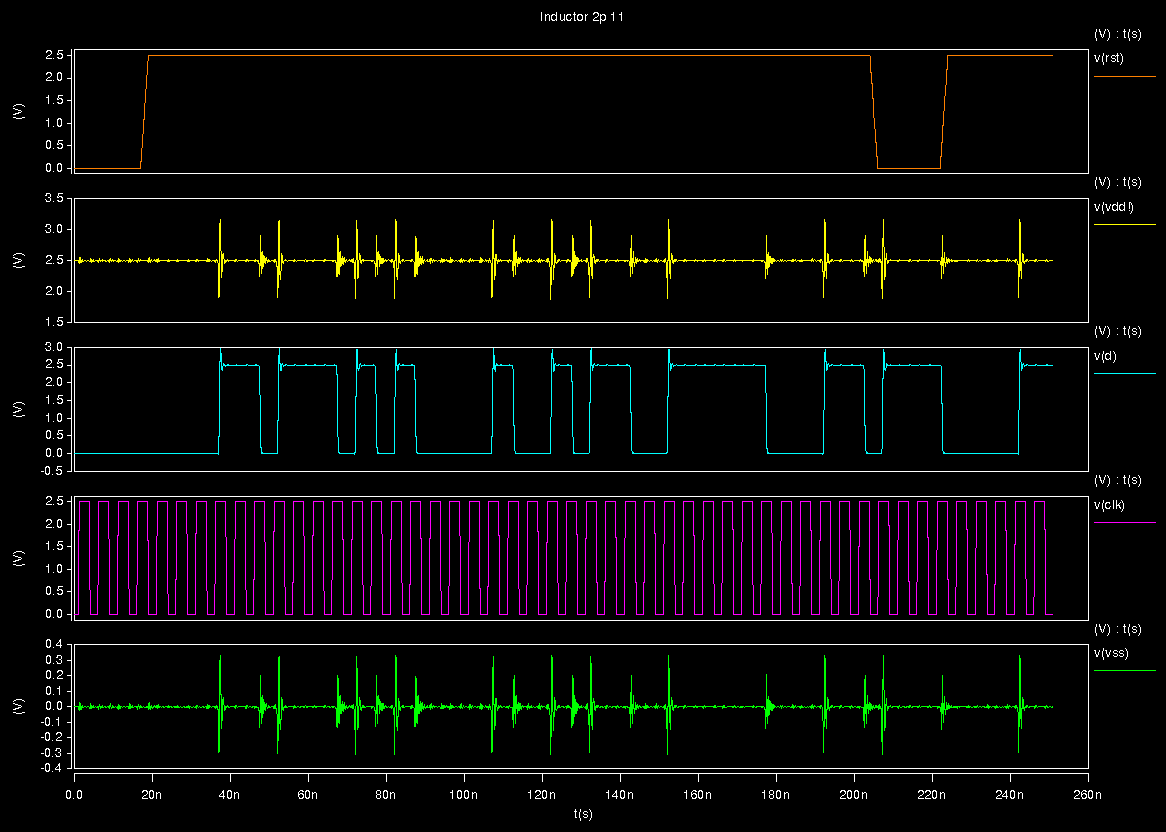 Inductor 2p 11
(V) : t(s)
v(rst)
2.5
2.0
1.5
1.0
0.5
0.0
(V)
(V) : t(s)
v(vdd!)
3.5
3.0
2.5
2.0
1.5
(V)
(V) : t(s)
v(d)
3.0
2.5
2.0
1.5
1.0
0.5
0.0
-0.5
(V)
(V) : t(s)
v(clk)
2.5
2.0
1.5
1.0
0.5
0.0
(V)
(V) : t(s)
v(vss)
0.4
0.3
0.2
0.1
0.0
-0.1
-0.2
-0.3
-0.4
(V)
0.0 20n 40n 60n 80n 100n 120n 140n 160n 180n 200n 220n 240n 260n
t(s)